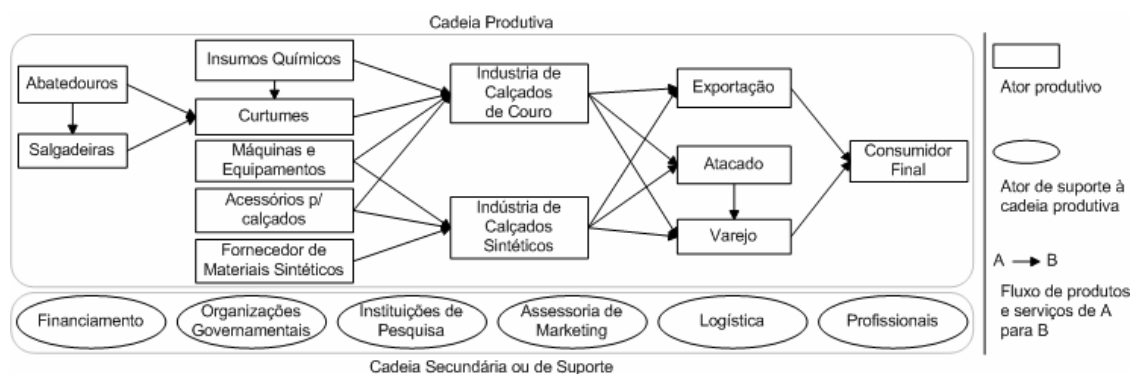 Cadeia Produtiva
Abatedouros
Salgadeiras
Insumos Químicos
Curtumes
Máquinas e
Equipamentos
Acessórios p/
calçados
Fornecedor de
Materiais Sintéticos
Industria de
Calçados
de Couro
Indústria de
Calçados
Sintéticos
Exportação
Atacado
Varejo
Consumidor
Final
Financiamento
Organizações
Governamentais
Instituições de
Pesquisa
Assessoria de
Marketing
Logística
Profissionais
Cadeia Secundária ou de Suporte
Ator produtivo
Ator de suporte à
cadeia produtiva
A B
Fluxo de produtos
e serviços de A
para B